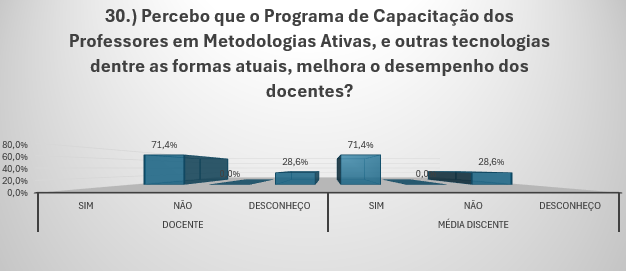 30.) Percebo que o Programa de Capacitação dos
Professores em Metodologias Ativas, e outras tecnologias
dentre as formas atuais, melhora o desempenho dos
docentes?
80,0%
60,0%
40,0%
20,0%
0,0%
71,4%
0,0%
28,6%
71,4%
0,0
28,6%
SIM
NÃO
DESCONHEÇO
SIM
NÃO
DESCONHEÇO
DOCENTE
MÉDIA DISCENTE